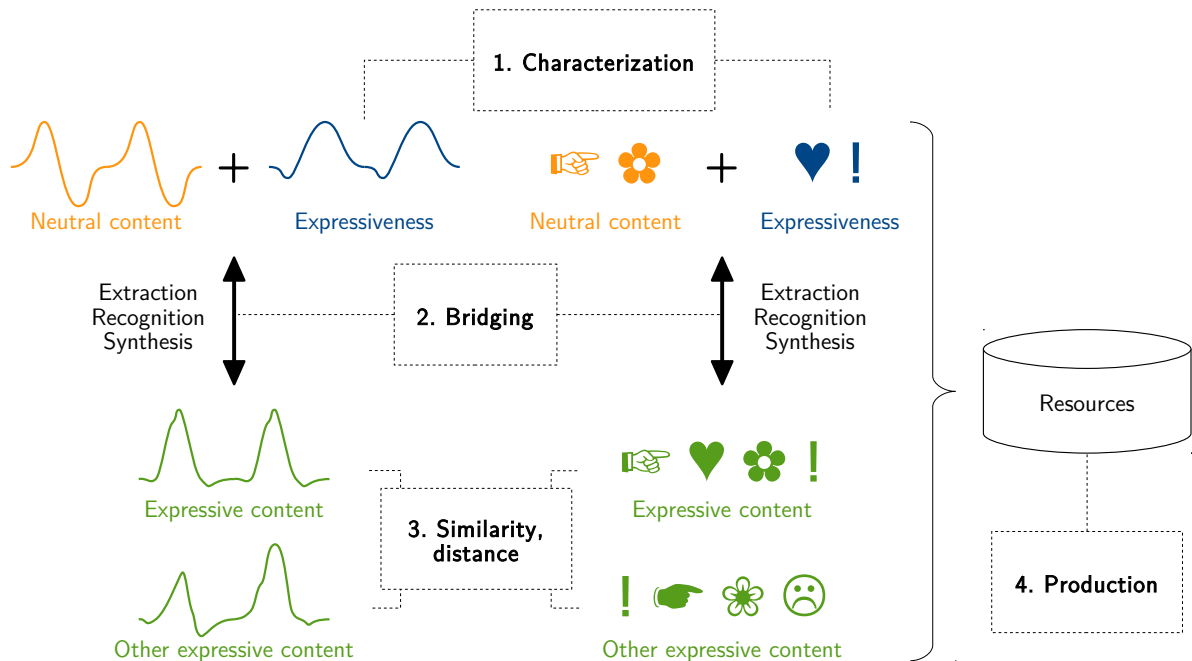 1. Characterization
Neutral content
Expressiveness
Neutral content
Expressiveness
Extraction
Recognition
Synthesis
2. Bridging
Extraction
Recognition
Synthesis
Resources
Expressive content
Expressive content
3. Similarity,
distance
4. Production
Other expressive content
Other expressive content